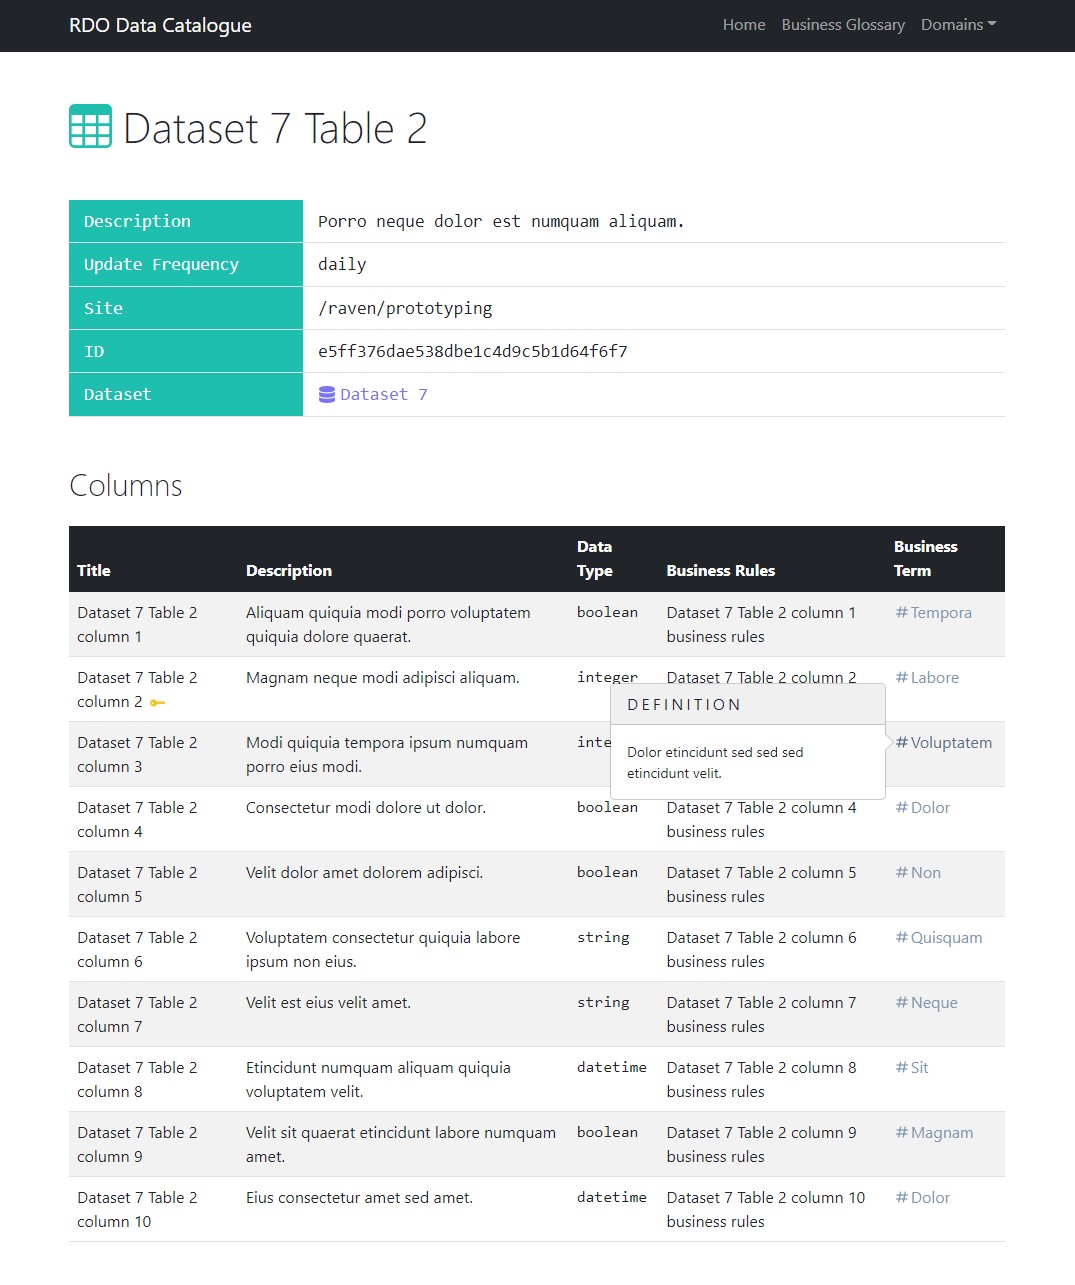 RDO Data Catalogue Home Business Glossary Domains
Dataset 7 Table 2
Description Porro neque dolor est numquam aliquam.
Update Frequency daily
Site /raven/prototyping
ID e5ff376dae538dbe1c4d9c5b1d64f6f7
Dataset Dataset 7
Columns
Data Business
Title Description Type Business Rules Term
Dataset 7 Table 2 Aliquam quiquia modi porro voluptatem boolean Dataset 7 Table 2 column 1 # Tempora
column 1 quiquia dolore quaerat. business rules
Dataset 7 Table 2 Magnam neque modi adipisci aliquam. integer Dataset 7 Table 2 column 2 # Labore
column 2
DEFINITION
Dataset 7 Table 2 Modi quiquia tempora ipsum numquam inte # Voluptatem
column 3 porro eius modi.
Dolor etincidunt sed sed sed
etincidunt velit.
Dataset 7 Table 2 Consectetur modi dolore ut dolor. boolean Dataset 7 Table 2 column 4 # Dolor
column 4 business rules
Dataset 7 Table 2 Velit dolor amet dolorem adipisci. boolean Dataset 7 Table 2 column 5 # Non
column 5 business rules
Dataset 7 Table 2 Voluptatem consectetur quiquia labore string Dataset 7 Table 2 column 6 # Quisquam
column 6 ipsum non eius. business rules
Dataset 7 Table 2 Velit est eius velit amet. string Dataset 7 Table 2 column 7 # Neque
column 7 business rules
Dataset 7 Table 2 Etincidunt numquam aliquam quiquia datetime Dataset 7 Table 2 column 8 # Sit
column 8 voluptatem velit. business rules
Dataset 7 Table 2 Velit sit quaerat etincidunt labore numquam boolean Dataset 7 Table 2 column 9 # Magnam
column 9 amet. business rules
Dataset 7 Table 2 Eius consectetur amet sed amet. datetime Dataset 7 Table 2 column 10 # Dolor
column 10 business rules